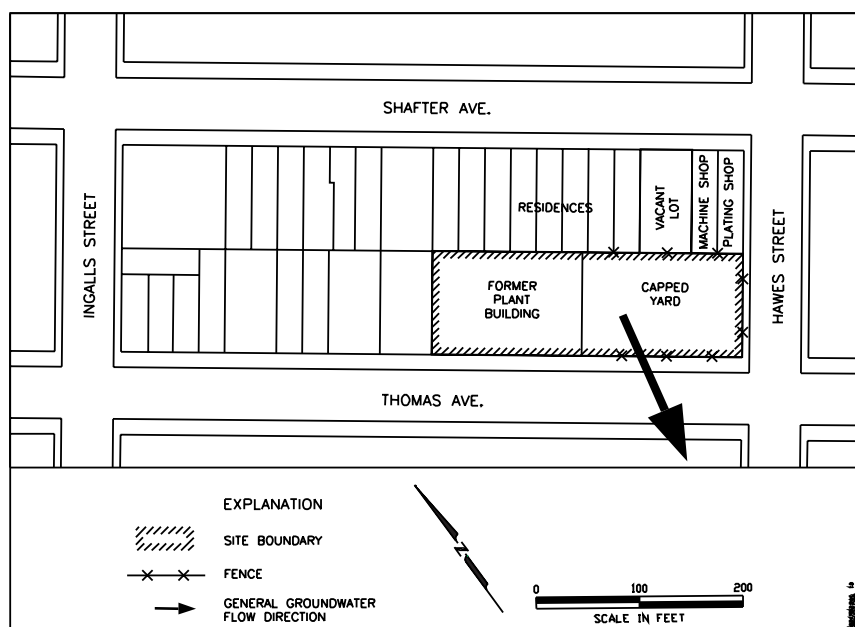 SHAFTER AVE.
INGALLS STREET
RESIDENCES
VACANT
LOT
MACHINE SHOP
PLATING SHOP
HAWES STREET
FORMER
PLANT
BUILDING
CAPPED
YARD
THOMAS AVE.
EXPLANATION
SITE BOUNDARY
FENCE
GENERAL GROUNDWATER
FLOW DIRECTION
N
0 100 200
SCALE IN FEET